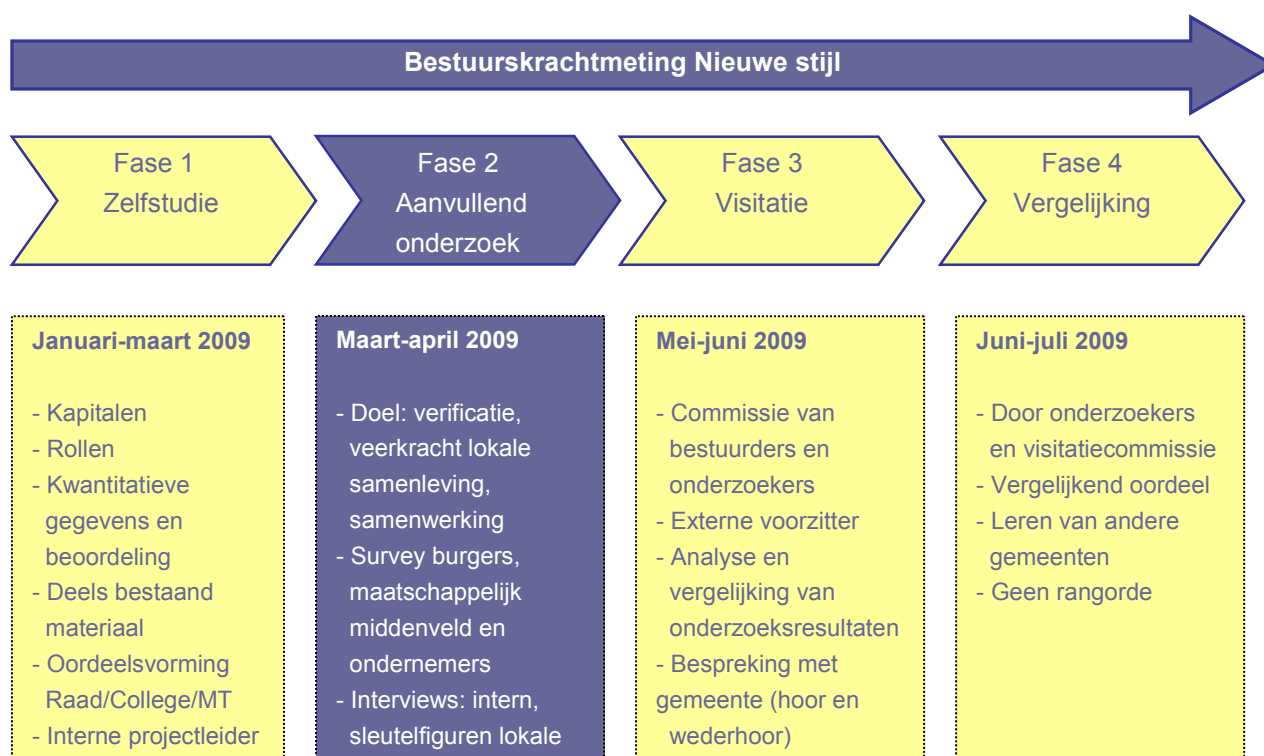 Bestuurskrachtmeting Nieuwe stijl
Fase 1
Zelfstudie
Fase 2
Aanvullend
onderzoek
Fase 3
Visitatie
Fase 4
Vergelijking
Januari-maart 2009
- Kapitalen
- Rollen
- Kwantitatieve
gegevens en
beoordeling
- Deels bestaand
materiaal
- Oordeelsvorming
Raad/College/MT
- Interne projectleider
Maart-april 2009
- Doel: verificatie,
veerkracht lokale
samenleving,
samenwerking
- Survey burgers,
maatschappelijk
middenveld en
ondernemers
- Interviews: intern,
sleutelfiguren lokale
Mei-juni 2009
- Commissie van
bestuurders en
onderzoekers
- Externe voorzitter
- Analyse en
vergelijking van
onderzoeksresultaten
- Bespreking met
gemeente (hoor en
wederhoor)
Juni-juli 2009
- Door onderzoekers
en visitatiecommissie
- Vergelijkend oordeel
- Leren van andere
gemeenten
- Geen rangorde